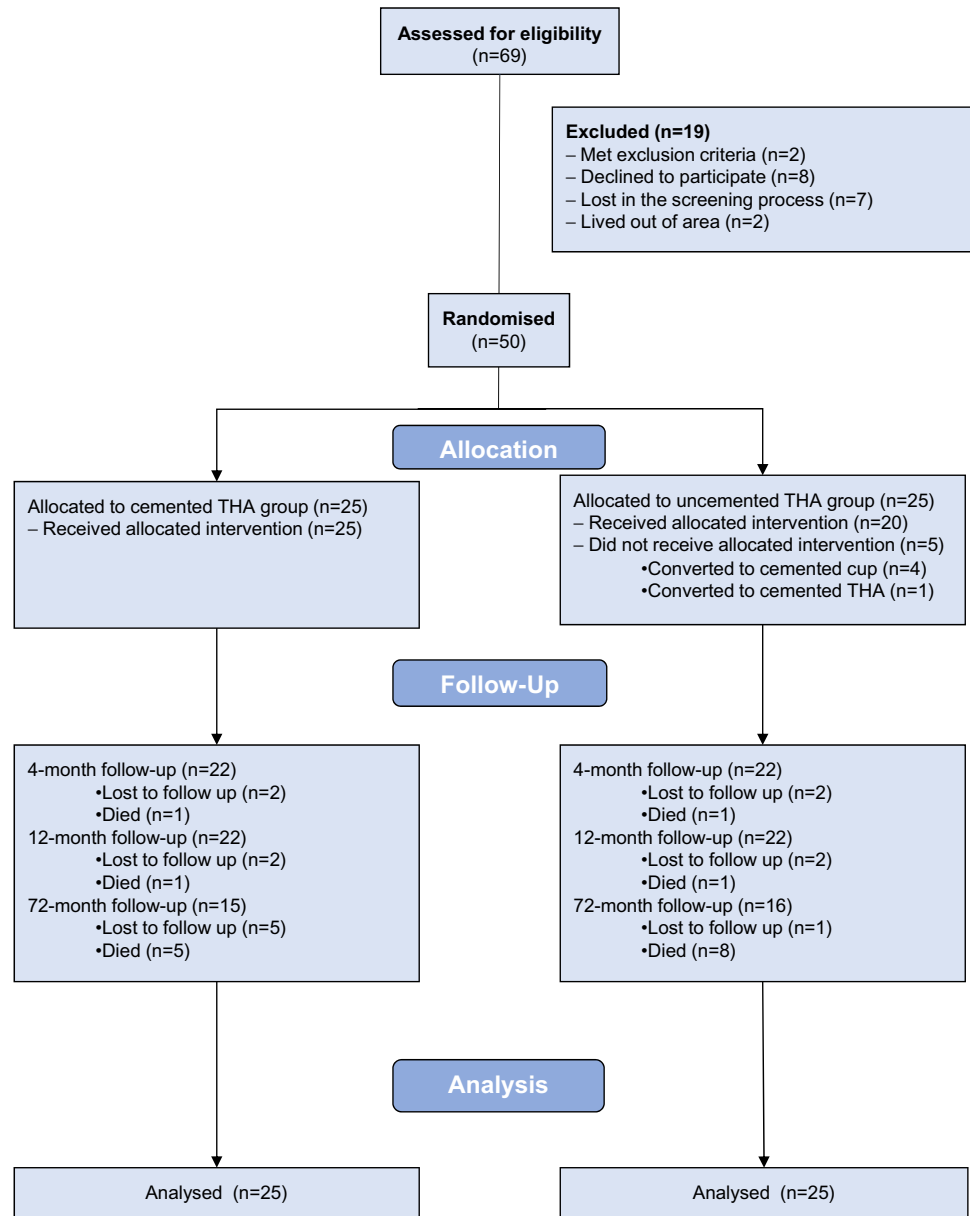 Assessed for eligibility
(n=69)
Excluded (n=19)
– Met exclusion criteria (n=2)
– Declined to participate (n=8)
– Lost in the screening process (n=7)
– Lived out of area (n=2)
Randomised
(n=50)
Allocation
Allocated to cemented THA group (n=25)
– Received allocated intervention (n=25)
Allocated to uncemented THA group (n=25)
– Received allocated intervention (n=20)
– Did not receive allocated intervention (n=5)
•Converted to cemented cup (n=4)
•Converted to cemented THA (n=1)
Follow-Up
4-month follow-up (n=22)
•Lost to follow up (n=2)
•Died (n=1)
12-month follow-up (n=22)
•Lost to follow up (n=2)
•Died (n=1)
72-month follow-up (n=15)
•Lost to follow up (n=5)
•Died (n=5)
4-month follow-up (n=22)
•Lost to follow up (n=2)
•Died (n=1)
12-month follow-up (n=22)
•Lost to follow up (n=2)
•Died (n=1)
72-month follow-up (n=16)
•Lost to follow up (n=1)
•Died (n=8)
Analysis
Analysed (n=25)
Analysed (n=25)